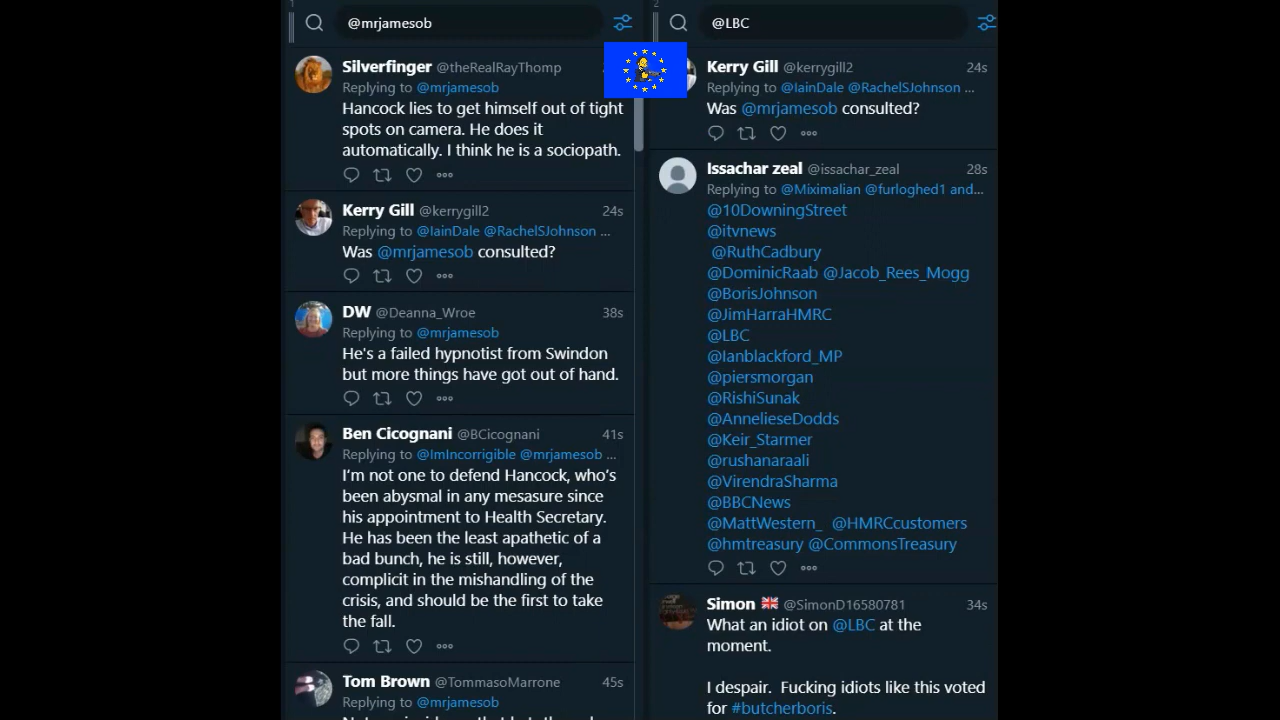 1
@mrjamesob
Silverfinger @theRealRayThomp
Replying to @mrjamesob
Hancock lies to get himself out of tight
spots on camera. He does it
automatically. I think he is a sociopath.
Kerry Gill @kerrygill2 24s
Replying to @IainDale @RachelSJohnson ...
Was @mrjamesob consulted?
DW @Deanna_Wroe 38s
Replying to @mrjamesob
He's a failed hypnotist from Swindon
but more things have got out of hand.
Ben Cicognani @BCicognani 41s
Replying to @ImIncorrigible @mrjamesob ...
I'm not one to defend Hancock, who's
been abysmal in any mesasure since
his appointment to Health Secretary.
He has been the least apathetic of a
bad bunch, he is still, however,
complicit in the mishandling of the
crisis, and should be the first to take
the fall.
Tom Brown @TommasoMarrone 45s
Replying to @mrjamesob
2
@LBC
Kerry Gill @kerrygill2 24s
Replying to @IainDale @RachelSJohnson ...
Was @mrjamesob consulted?
Issachar zeal @issachar_zeal 28s
Replying to @Miximalian @furloghed1 and...
@10DowningStreet
@itvnews
@RuthCadbury
@DominicRaab @Jacob_Rees_Mogg
@BorisJohnson
@JimHarraHMRC
@LBC
@Ianblackford_MP
@piersmorgan
@RishiSunak
@AnnelieseDodds
@Keir_Starmer
@rushanaraali
@VirendraSharma
@BBCNews
@MattWestern_ @HMRCcustomers
@hmtreasury @CommonsTreasury
Simon 🇬🇧 @SimonD16580781 34s
What an idiot on @LBC at the
moment.
I despair. Fucking idiots like this voted
for #butcherboris.